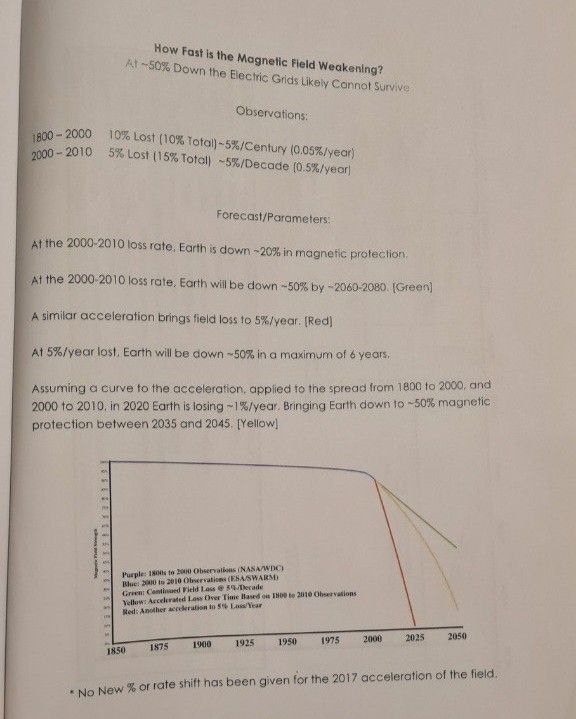 How Fast is the Magnetic Field Weakening?
At ~50% Down the Electric Grids Likely Cannot Survive
Observations:
1800 – 2000 10% Lost (10% Total)~5%/Century (0.05%/year)
2000 – 2010 5% Lost (15% Total) ~5%/Decade (0.5%/year)
Forecast/Parameters:
At the 2000-2010 loss rate, Earth is down ~20% in magnetic protection.
At the 2000-2010 loss rate, Earth will be down ~50% by ~2060-2080. [Green]
A similar acceleration brings field loss to 5%/year. [Red]
At 5%/year lost, Earth will be down ~50% in a maximum of 6 years.
Assuming a curve to the acceleration, applied to the spread from 1800 to 2000, and
2000 to 2010, in 2020 Earth is losing ~1%/year. Bringing Earth down to ~50% magnetic
protection between 2035 and 2045. [Yellow]
Magnetic Field Strength
Purple: 1800s to 2000 Observations (NASA/WDC)
Blue: 2000 to 2010 Observations (ESA/SWARM)
Green: Continued Field Loss @ 5%/Decade
Yellow: Accelerated Loss Over Time Based on 1800 to 2010 Observations
Red: Another acceleration to 5% Loss/Year
1850 1875 1900 1925 1950 1975 2000 2025 2050
* No New % or rate shift has been given for the 2017 acceleration of the field.